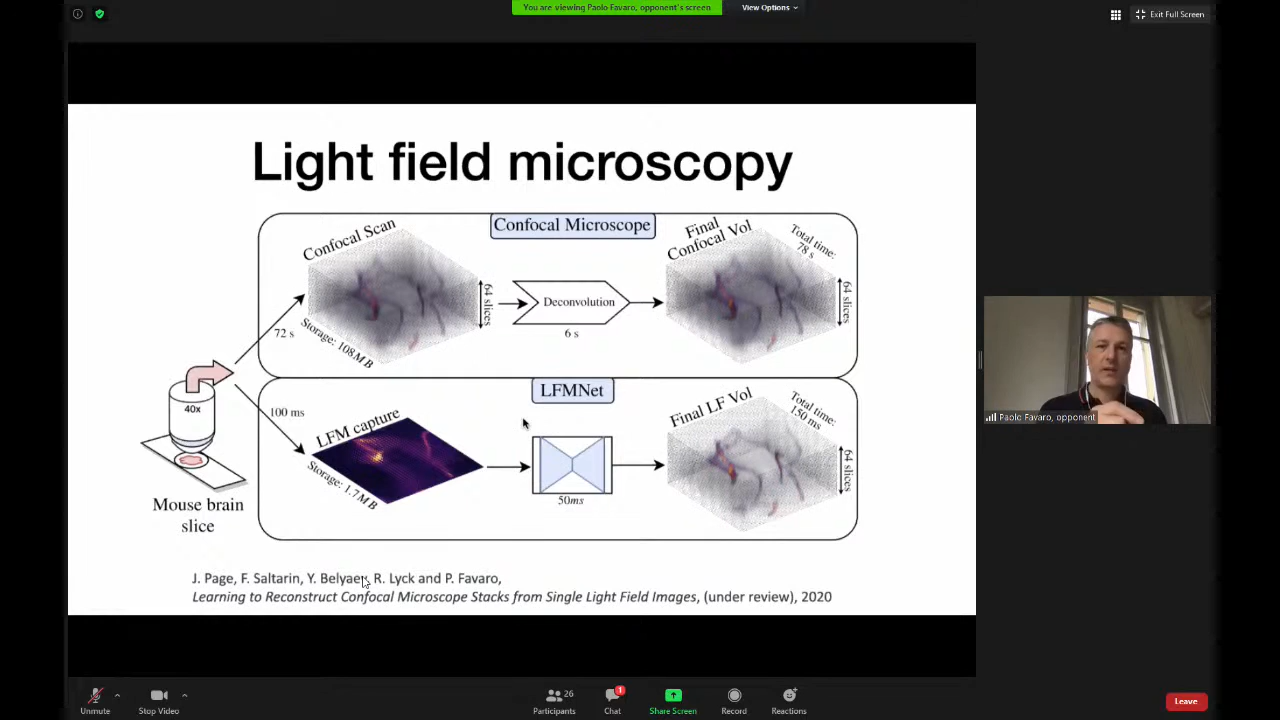 You are viewing Paolo Favaro, opponent's screen
View Options
Exit Full Screen
Light field microscopy
Confocal Microscope
Confocal Scan
Final
Confocal Vol
Total time:
78 s
64 slices
Deconvolution
6 s
64 slices
72 s
Storage: 108MB
40x
LFMNet
100 ms
LFM capture
Storage: 1.7MB
50ms
Final LF Vol
Total time:
150 ms
64 slices
Mouse brain
slice
J. Page, F. Saltarin, Y. Belyaev, R. Lyck and P. Favaro,
Learning to Reconstruct Confocal Microscope Stacks from Single Light Field Images, (under review), 2020
Paolo Favaro, opponent
Unmute
Stop Video
26
Participants
1
Chat
Share Screen
Record
Reactions
Leave